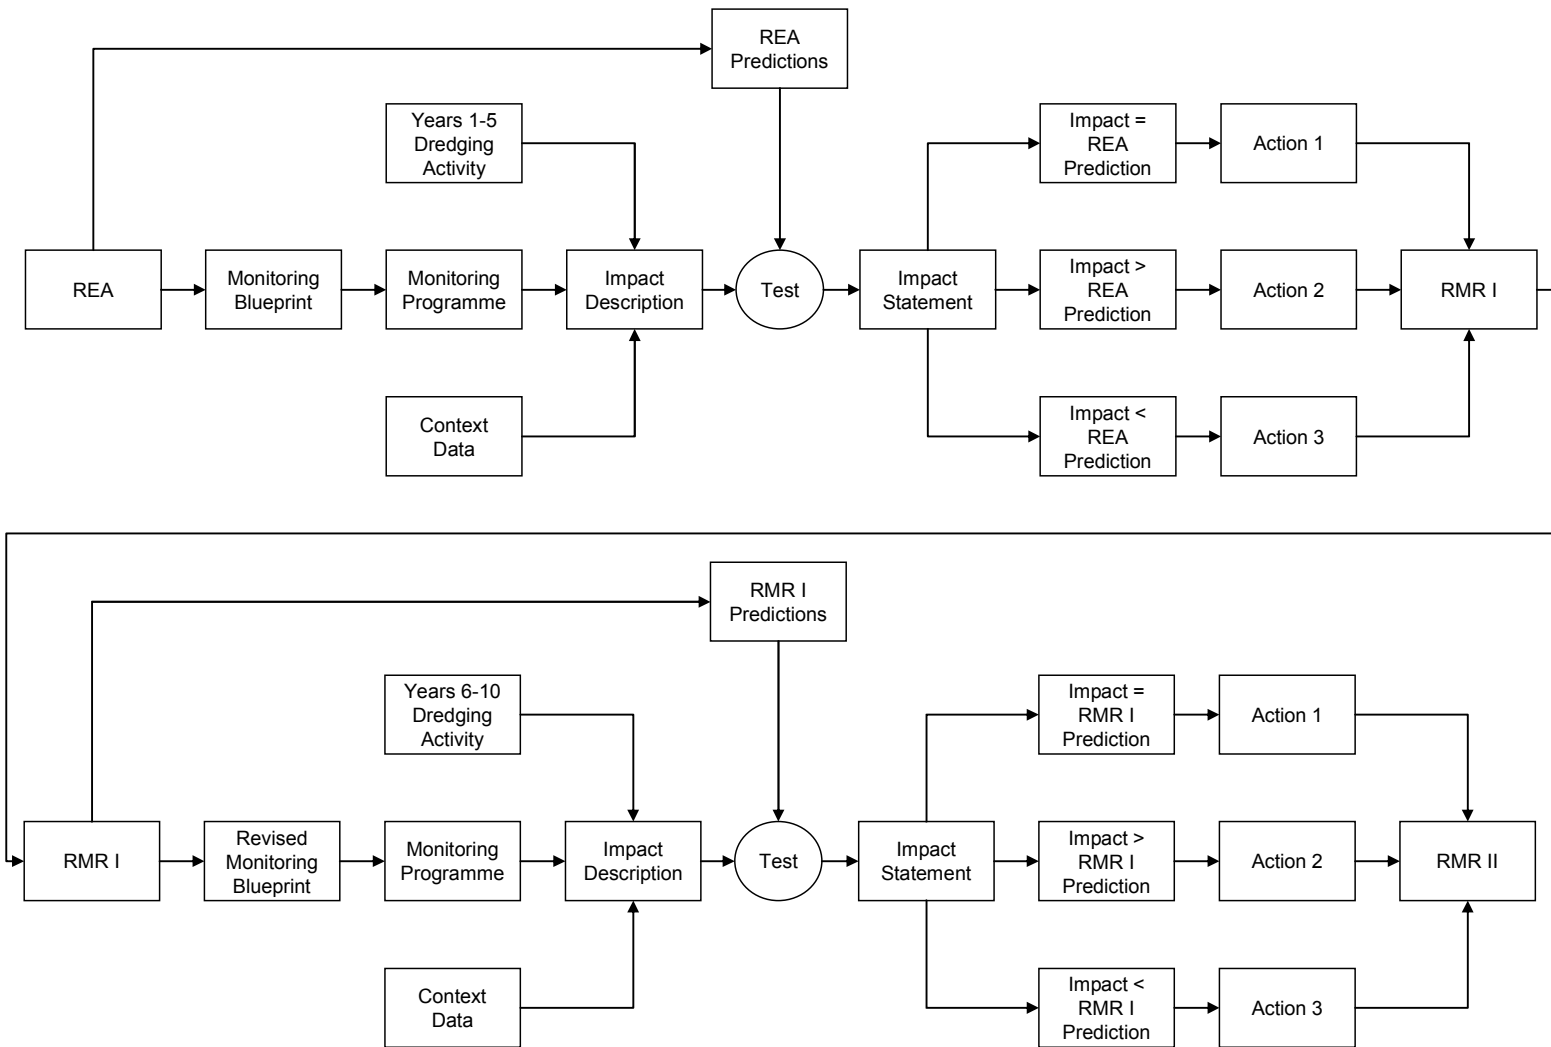 REA
Predictions
Years 1-5
Dredging
Activity
Impact =
REA
Prediction
Action 1
REA
Monitoring
Blueprint
Monitoring
Programme
Impact
Description
Test
Impact
Statement
Impact >
REA
Prediction
Action 2
RMR I
Context
Data
Impact <
REA
Prediction
Action 3
RMR I
Predictions
Years 6-10
Dredging
Activity
Impact =
RMR I
Prediction
Action 1
RMR I
Revised
Monitoring
Blueprint
Monitoring
Programme
Impact
Description
Test
Impact
Statement
Impact >
RMR I
Prediction
Action 2
RMR II
Context
Data
Impact <
RMR I
Prediction
Action 3